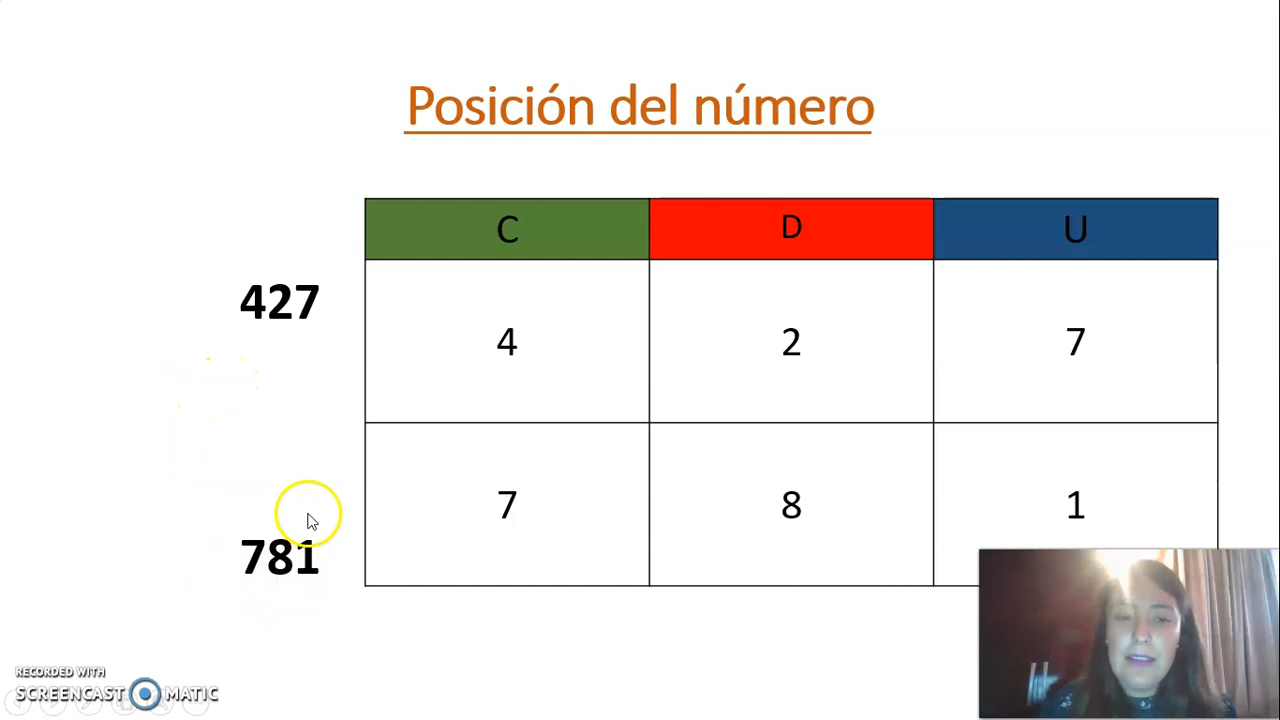 Posición del número
C D U
427
4 2 7
7 8 1
781
RECORDED WITH
SCREENCAST MATIC